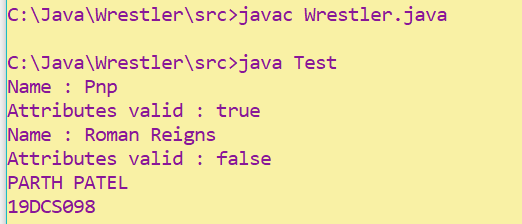 C:\Java\Wrestler\src>javac Wrestler.java
C:\Java\Wrestler\src>java Test
Name : Pnp
Attributes valid : true
Name : Roman Reigns
Attributes valid : false
PARTH PATEL
19DCS098